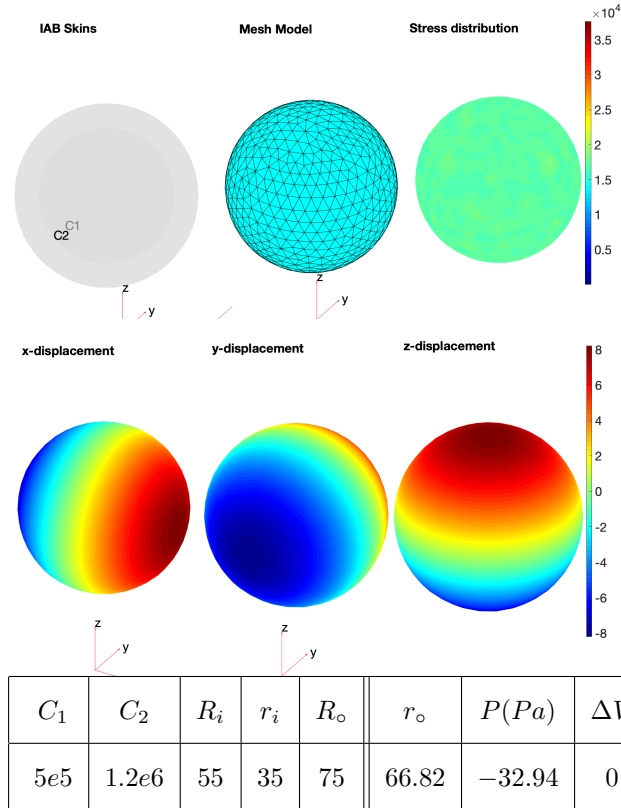 IAB Skins Mesh Model Stress distribution
×10⁴
3.5
3
2.5
2
1.5
1
0.5
C1
C2
z
y
z
x-displacement y-displacement z-displacement
8
6
4
2
0
-2
-4
-6
-8
z
y
z
C₁ C₂ Rᵢ rᵢ R∘ r∘ P(Pa) ΔV
5e5 1.2e6 55 35 75 66.82 −32.94 0